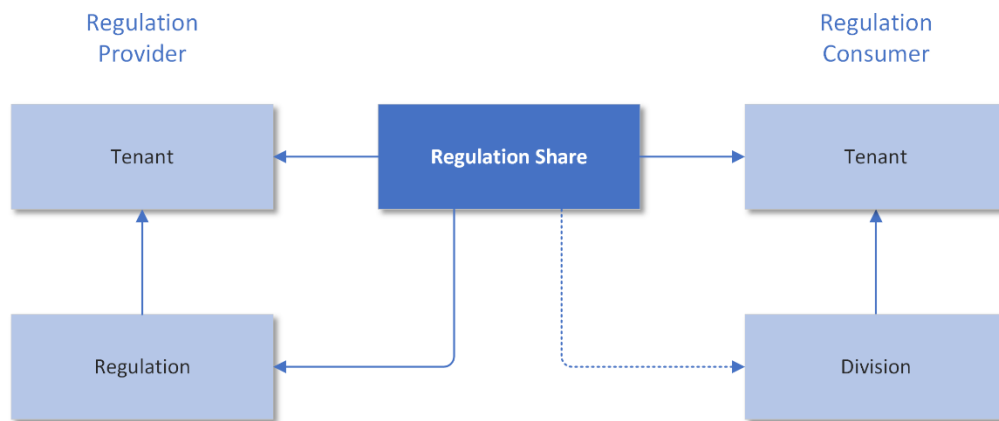 Regulation
Provider
Regulation
Consumer
Tenant
Regulation Share
Tenant
Regulation
Division